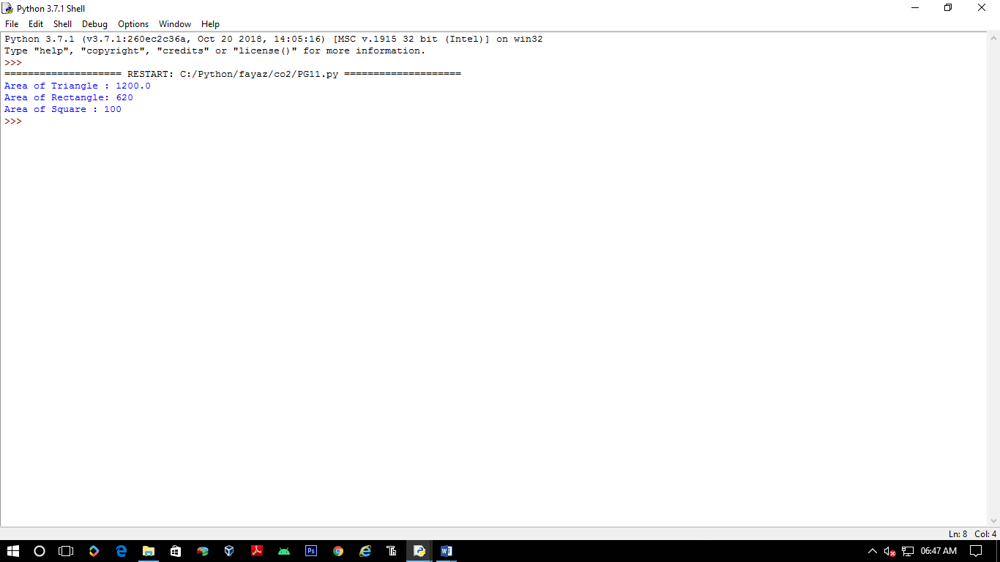 Python 3.7.1 Shell
File Edit Shell Debug Options Window Help
Python 3.7.1 (v3.7.1:260ec2c36a, Oct 20 2018, 14:05:16) [MSC v.1915 32 bit (Intel)] on win32
Type "help", "copyright", "credits" or "license()" for more information.
>>>
==================== RESTART: C:/Python/fayaz/co2/PG11.py ====================
Area of Triangle : 1200.0
Area of Rectangle: 620
Area of Square : 100
>>>
Ln: 8 Col: 4
Ps
06:47 AM